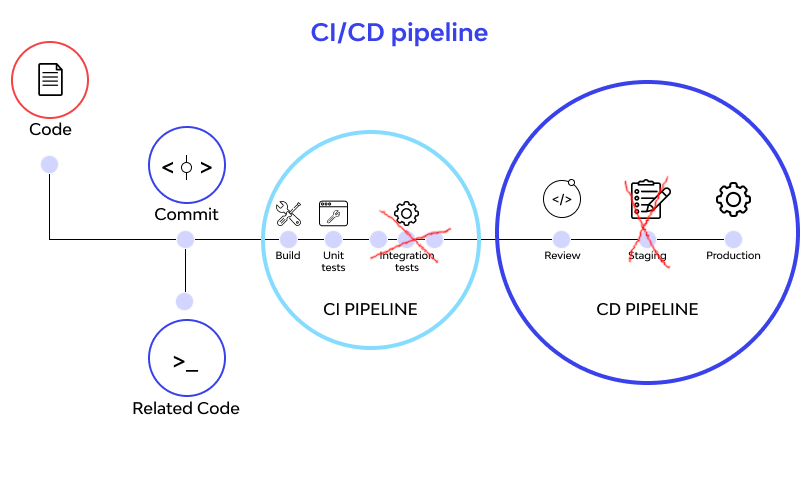 CI/CD pipeline
Code
< >
Commit
>_
Related Code
Build
Unit
tests
Integration
tests
CI PIPELINE
</>
Review
Staging
Production
CD PIPELINE